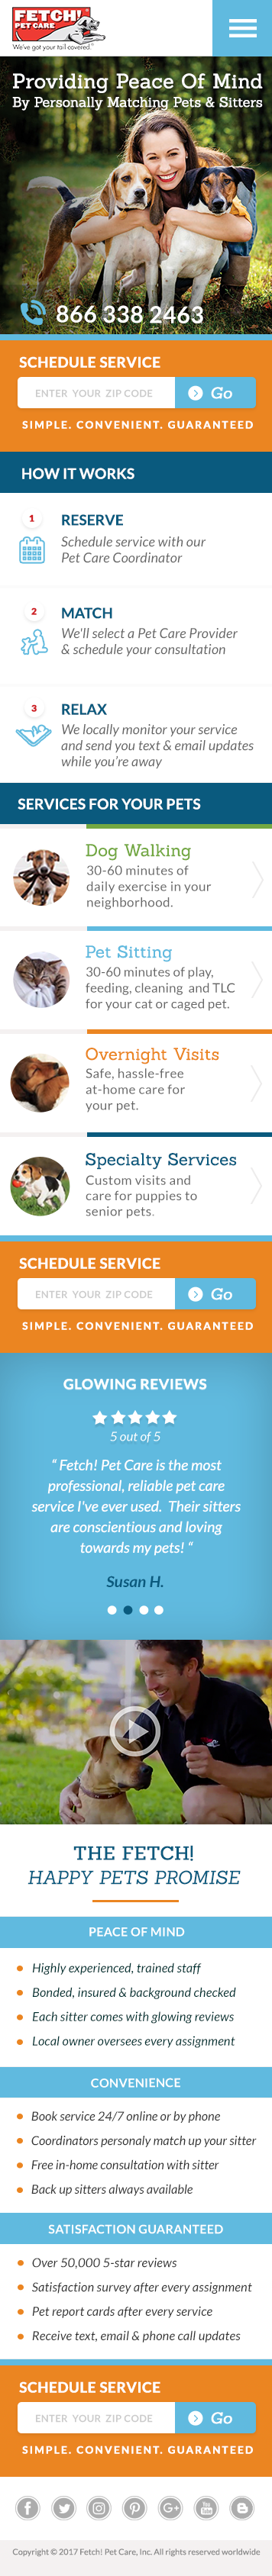 FETCH!
PET CARE
We've got your tail covered.
Providing Peace Of Mind
By Personally Matching Pets & Sitters
866 338 2463
SCHEDULE SERVICE
ENTER YOUR ZIP CODE
Go
SIMPLE. CONVENIENT. GUARANTEED
HOW IT WORKS
1
RESERVE
Schedule service with our
Pet Care Coordinator
2
MATCH
We'll select a Pet Care Provider
& schedule your consultation
3
RELAX
We locally monitor your service
and send you text & email updates
while you're away
SERVICES FOR YOUR PETS
Dog Walking
30-60 minutes of
daily exercise in your
neighborhood.
Pet Sitting
30-60 minutes of play,
feeding, cleaning and TLC
for your cat or caged pet.
Overnight Visits
Safe, hassle-free
at-home care for
your pet.
Specialty Services
Custom visits and
care for puppies to
senior pets.
SCHEDULE SERVICE
ENTER YOUR ZIP CODE
Go
SIMPLE. CONVENIENT. GUARANTEED
GLOWING REVIEWS
5 out of 5
“ Fetch! Pet Care is the most
professional, reliable pet care
service I've ever used. Their sitters
are conscientious and loving
towards my pets! “
Susan H.
THE FETCH!
HAPPY PETS PROMISE
PEACE OF MIND
Highly experienced, trained staff
Bonded, insured & background checked
Each sitter comes with glowing reviews
Local owner oversees every assignment
CONVENIENCE
Book service 24/7 online or by phone
Coordinators personaly match up your sitter
Free in-home consultation with sitter
Back up sitters always available
SATISFACTION GUARANTEED
Over 50,000 5-star reviews
Satisfaction survey after every assignment
Pet report cards after every service
Receive text, email & phone call updates
SCHEDULE SERVICE
ENTER YOUR ZIP CODE
Go
SIMPLE. CONVENIENT. GUARANTEED
Copyright © 2017 Fetch! Pet Care, Inc. All rights reserved worldwide